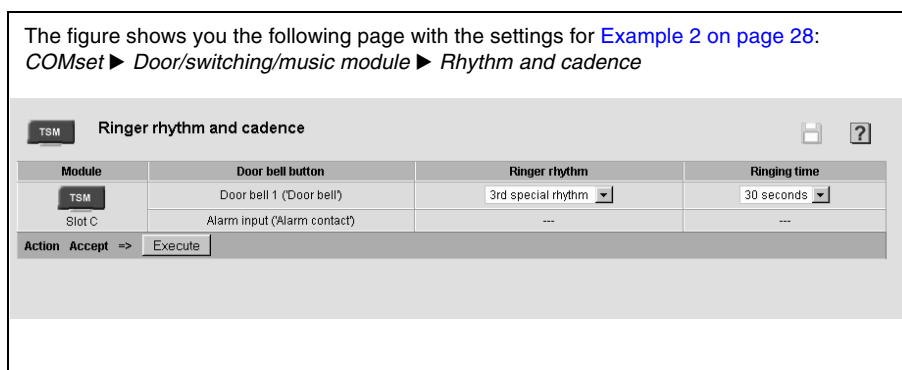 The figure shows you the following page with the settings for Example 2 on page 28:
COMset ▶ Door/switching/music module ▶ Rhythm and cadence
TSM Ringer rhythm and cadence ?
Module Door bell button Ringer rhythm Ringing time
TSM Door bell 1 ('Door bell') 3rd special rhythm 30 seconds
Slot C Alarm input ('Alarm contact') --- ---
Action Accept => Execute